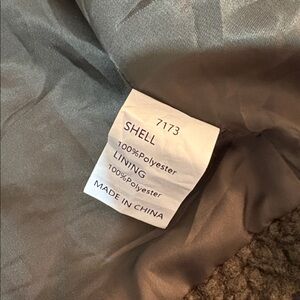 7173
SHELL
100%Polyester
LINING
100%Polyester
MADE IN CHINA